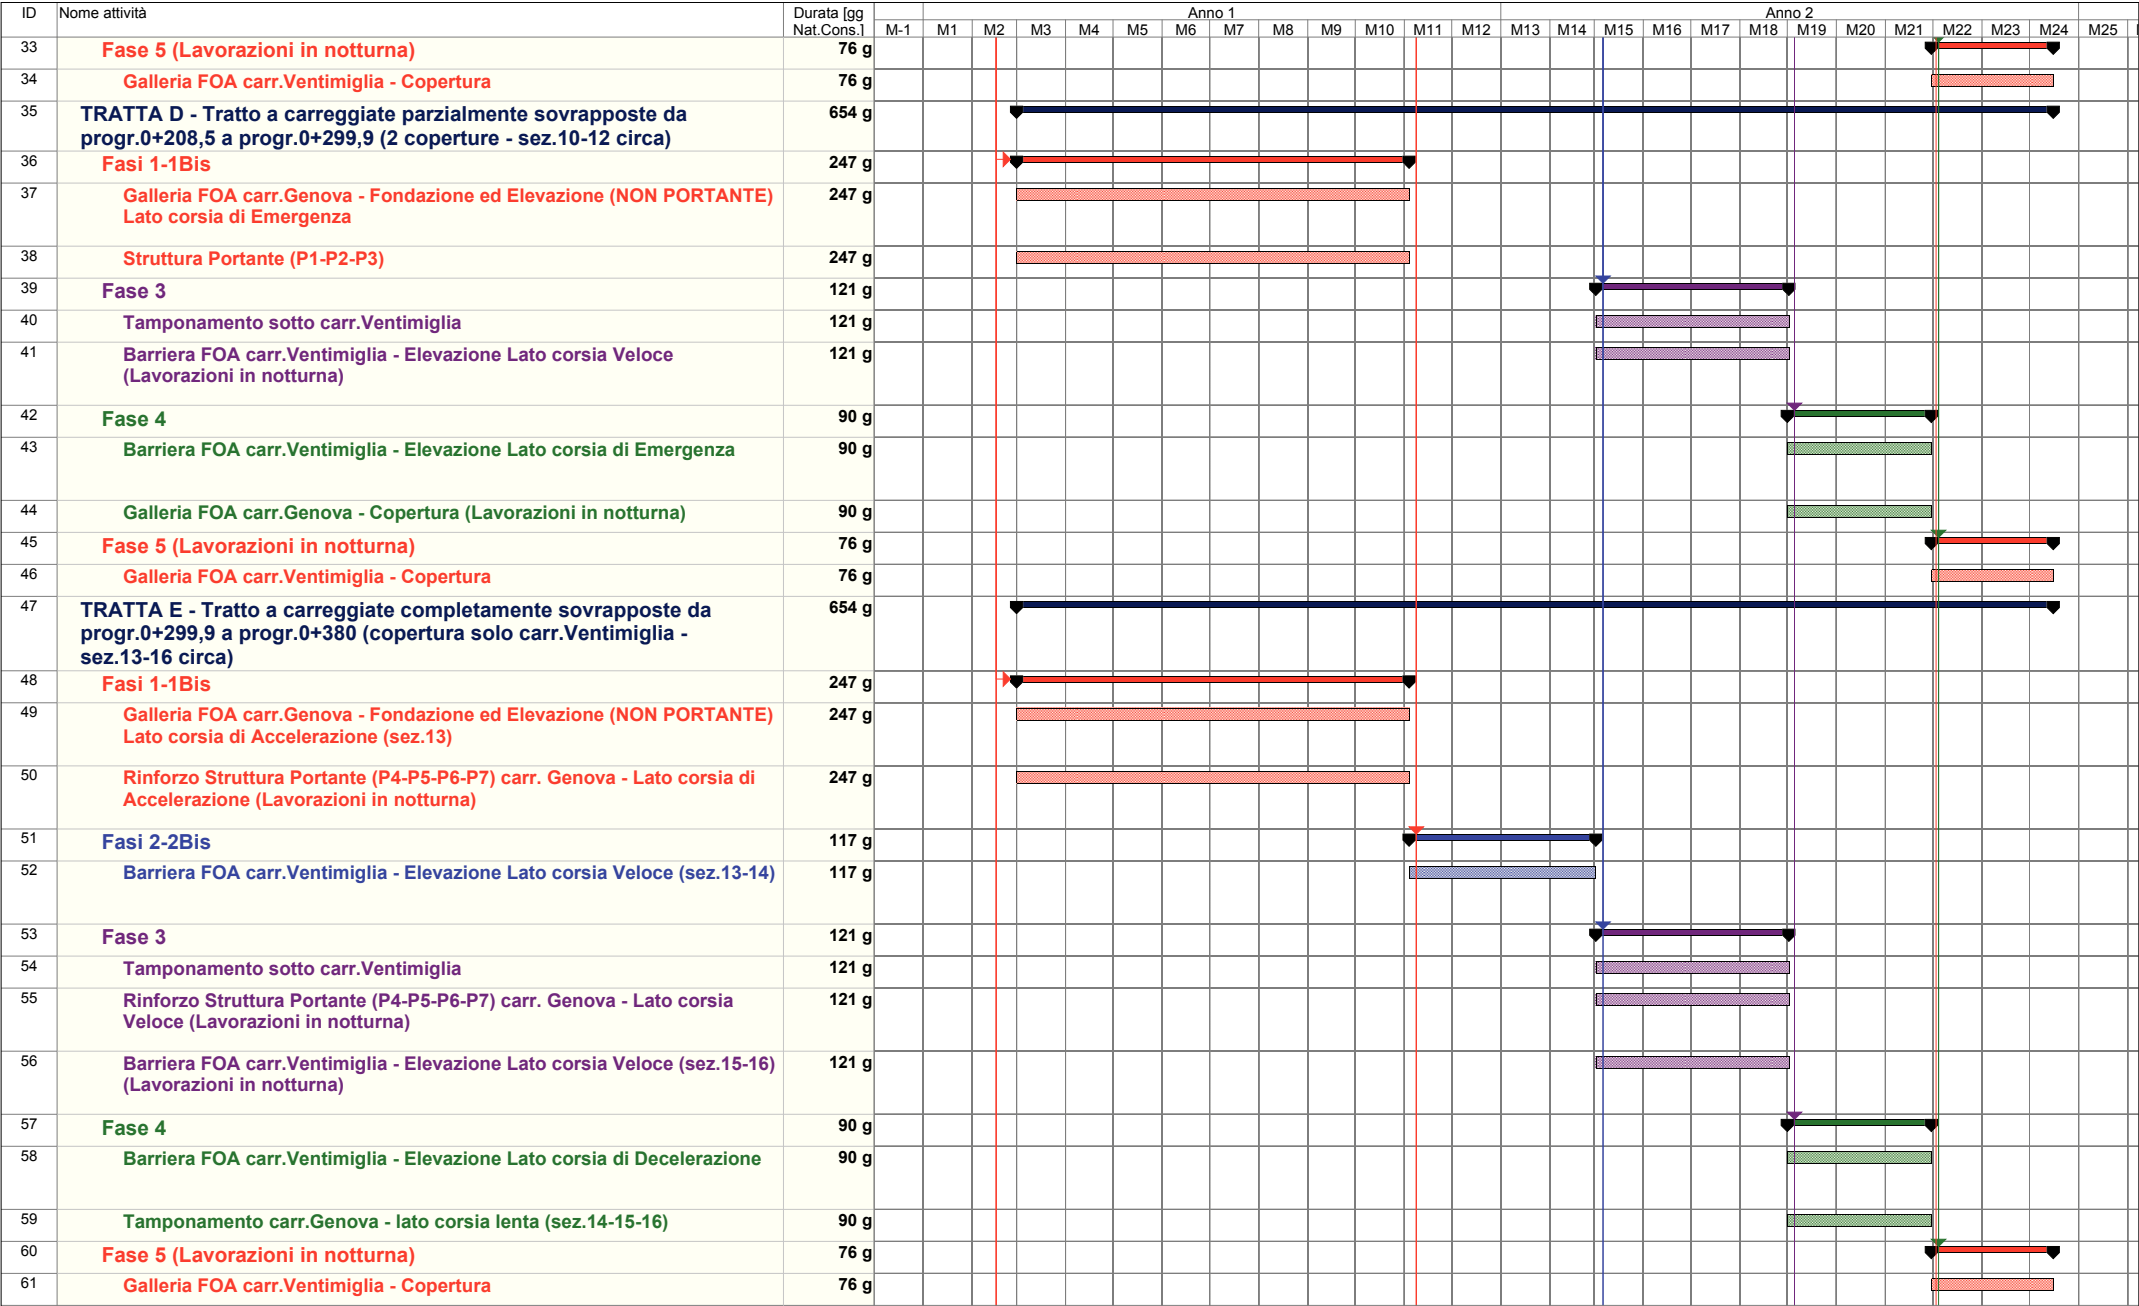 ID Nome attività Durata [gg Nat.Cons.] Anno 1 Anno 2
M-1 M1 M2 M3 M4 M5 M6 M7 M8 M9 M10 M11 M12 M13 M14 M15 M16 M17 M18 M19 M20 M21 M22 M23 M24 M25
33 Fase 5 (Lavorazioni in notturna) 76 g
34 Galleria FOA carr.Ventimiglia - Copertura 76 g
35 TRATTA D - Tratto a carreggiate parzialmente sovrapposte da 654 g
progr.0+208,5 a progr.0+299,9 (2 coperture - sez.10-12 circa)
36 Fasi 1-1Bis 247 g
37 Galleria FOA carr.Genova - Fondazione ed Elevazione (NON PORTANTE) 247 g
Lato corsia di Emergenza
38 Struttura Portante (P1-P2-P3) 247 g
39 Fase 3 121 g
40 Tamponamento sotto carr.Ventimiglia 121 g
41 Barriera FOA carr.Ventimiglia - Elevazione Lato corsia Veloce 121 g
(Lavorazioni in notturna)
42 Fase 4 90 g
43 Barriera FOA carr.Ventimiglia - Elevazione Lato corsia di Emergenza 90 g
44 Galleria FOA carr.Genova - Copertura (Lavorazioni in notturna) 90 g
45 Fase 5 (Lavorazioni in notturna) 76 g
46 Galleria FOA carr.Ventimiglia - Copertura 76 g
47 TRATTA E - Tratto a carreggiate completamente sovrapposte da 654 g
progr.0+299,9 a progr.0+380 (copertura solo carr.Ventimiglia -
sez.13-16 circa)
48 Fasi 1-1Bis 247 g
49 Galleria FOA carr.Genova - Fondazione ed Elevazione (NON PORTANTE) 247 g
Lato corsia di Accelerazione (sez.13)
50 Rinforzo Struttura Portante (P4-P5-P6-P7) carr. Genova - Lato corsia di 247 g
Accelerazione (Lavorazioni in notturna)
51 Fasi 2-2Bis 117 g
52 Barriera FOA carr.Ventimiglia - Elevazione Lato corsia Veloce (sez.13-14) 117 g
53 Fase 3 121 g
54 Tamponamento sotto carr.Ventimiglia 121 g
55 Rinforzo Struttura Portante (P4-P5-P6-P7) carr. Genova - Lato corsia 121 g
Veloce (Lavorazioni in notturna)
56 Barriera FOA carr.Ventimiglia - Elevazione Lato corsia Veloce (sez.15-16) 121 g
(Lavorazioni in notturna)
57 Fase 4 90 g
58 Barriera FOA carr.Ventimiglia - Elevazione Lato corsia di Decelerazione 90 g
59 Tamponamento carr.Genova - lato corsia lenta (sez.14-15-16) 90 g
60 Fase 5 (Lavorazioni in notturna) 76 g
61 Galleria FOA carr.Ventimiglia - Copertura 76 g